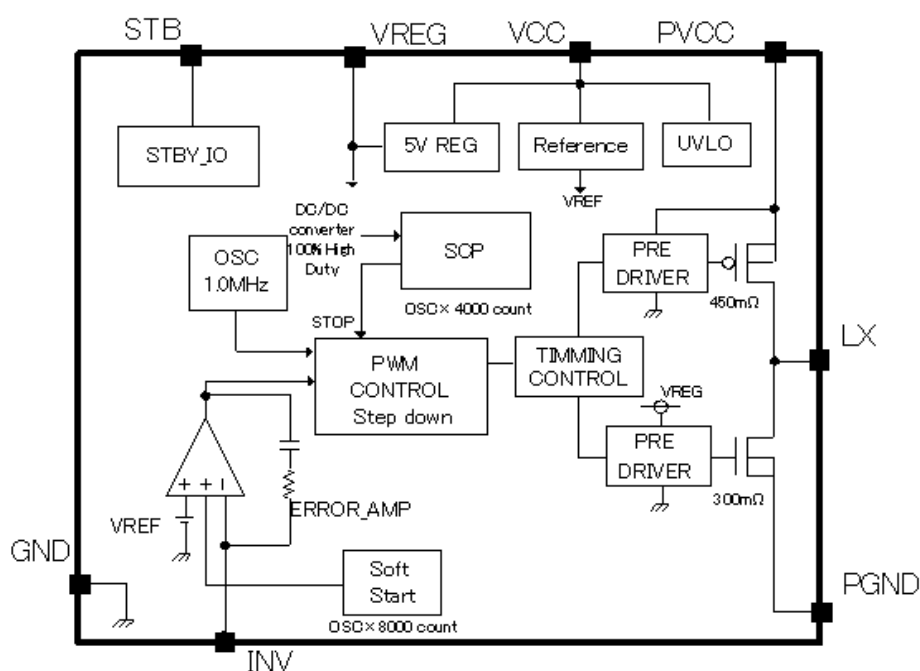 STB
VREG
VCC
PVCC
STBY_IO
5V REG
Reference
UVLO
VREF
DC/DC
converter
100% High
Duty
OSC
1.0MHz
SCP
OSC×4000 count
STOP
PRE
DRIVER
450mΩ
LX
PWM
CONTROL
Step down
TIMMING
CONTROL
VREG
PRE
DRIVER
300mΩ
+ + −
VREF
ERROR_AMP
GND
Soft
Start
OSC×8000 count
PGND
INV